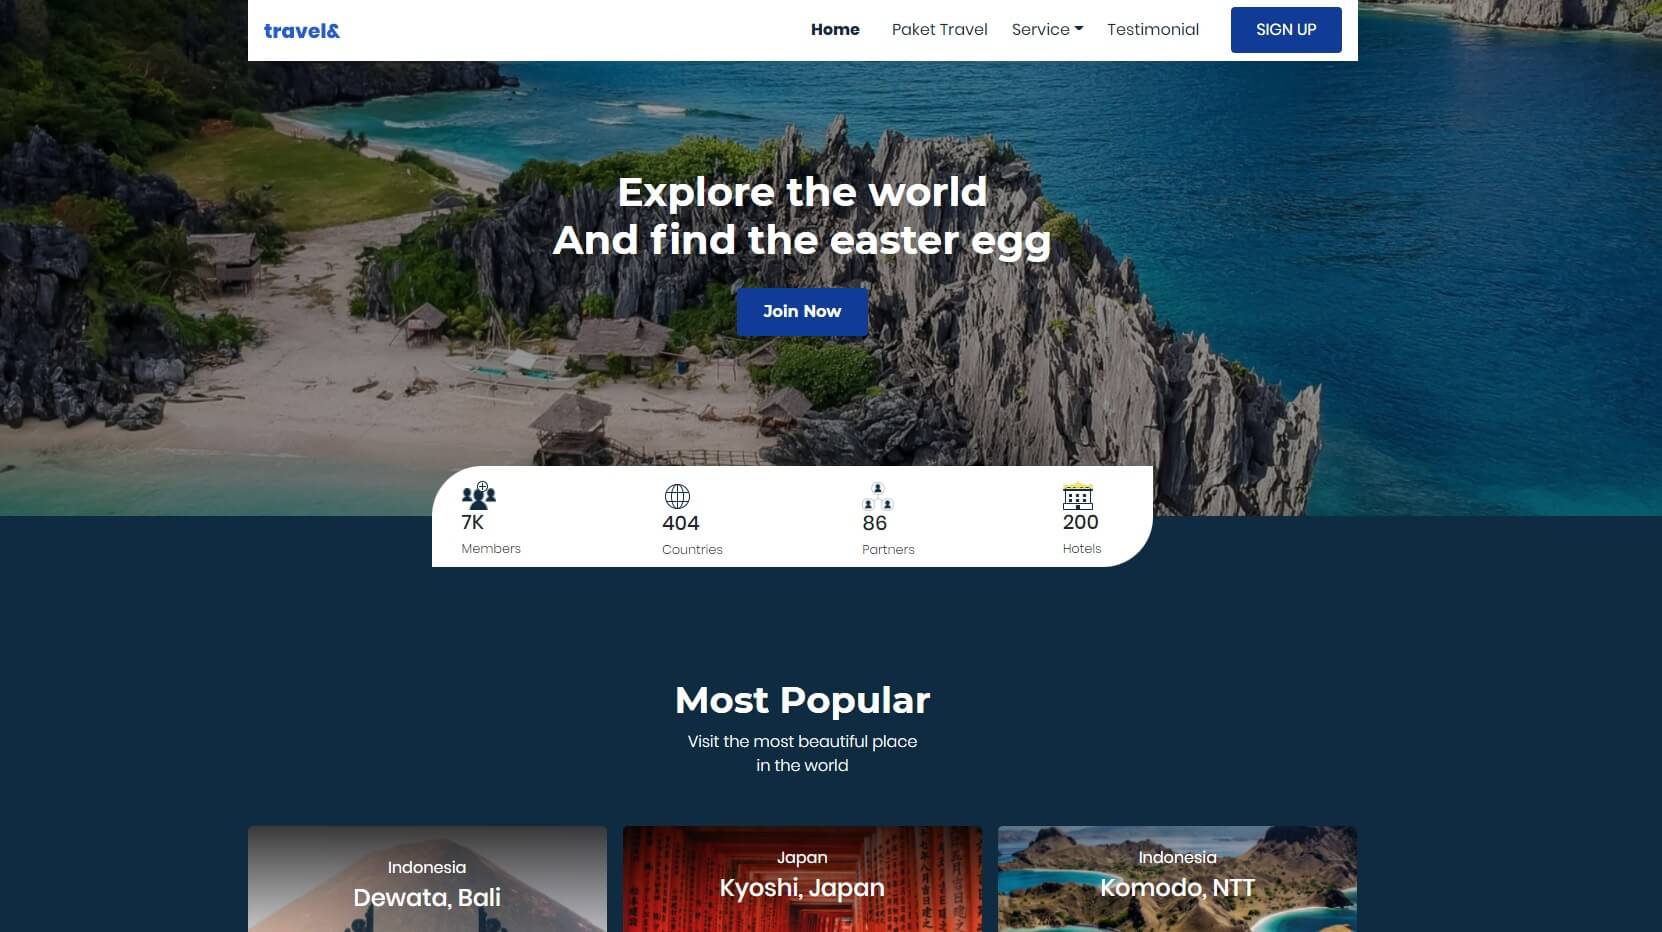 travel&
Home
Paket Travel
Service
Testimonial
SIGN UP
Explore the world
And find the easter egg
Join Now
7K
Members
404
Countries
86
Partners
200
Hotels
Most Popular
Visit the most beautiful place
in the world
Indonesia
Dewata, Bali
Japan
Kyoshi, Japan
Indonesia
Komodo, NTT